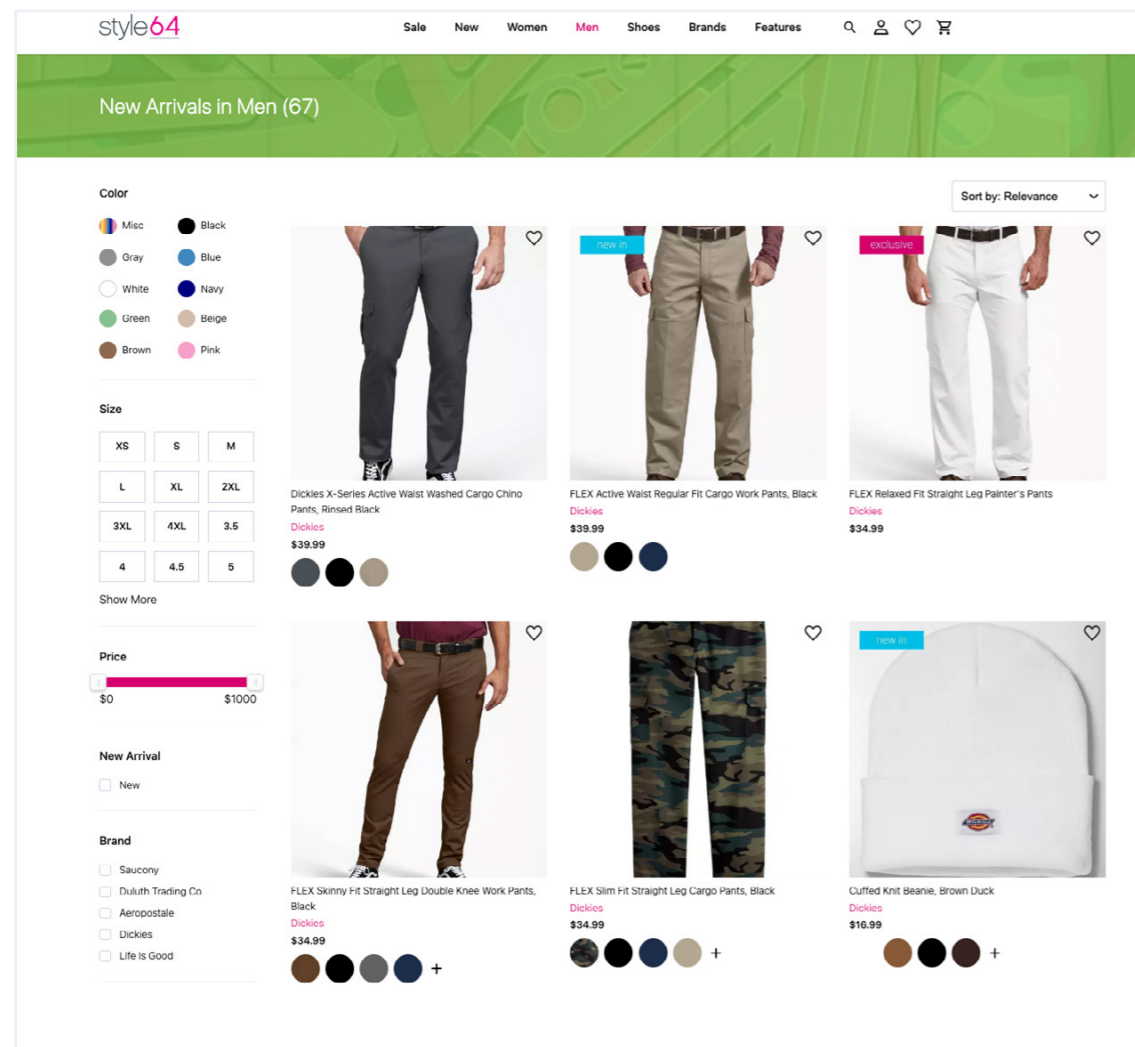 style64
Sale New Women Men Shoes Brands Features
New Arrivals in Men (67)
Color
Sort by: Relevance
Misc Black
Gray Blue
White Navy
Green Beige
Brown Pink
Size
XS S M
L XL 2XL
3XL 4XL 3.5
4 4.5 5
Show More
Price
$0 $1000
New Arrival
New
Brand
Saucony
Duluth Trading Co
Aeropostale
Dickies
Life Is Good
Dickies X-Series Active Waist Washed Cargo Chino
Pants, Rinsed Black
Dickies
$39.99
new in
FLEX Active Waist Regular Fit Cargo Work Pants, Black
Dickies
$39.99
exclusive
FLEX Relaxed Fit Straight Leg Painter's Pants
Dickies
$34.99
FLEX Skinny Fit Straight Leg Double Knee Work Pants,
Black
Dickies
$34.99
+
FLEX Slim Fit Straight Leg Cargo Pants, Black
Dickies
$34.99
+
new in
Cuffed Knit Beanie, Brown Duck
Dickies
$16.99
+